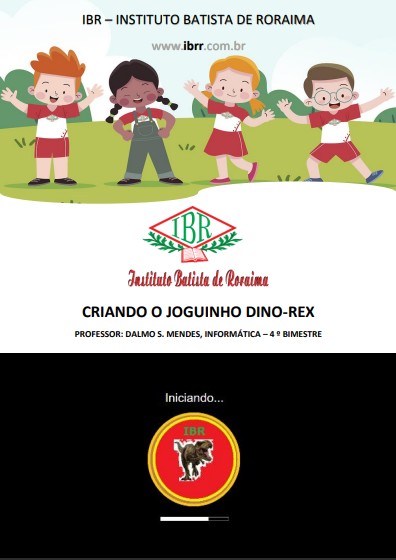 IBR – INSTITUTO BATISTA DE RORAIMA
www.ibrr.com.br
IBR
Instituto Batista de Roraima
CRIANDO O JOGUINHO DINO-REX
PROFESSOR: DALMO S. MENDES, INFORMÁTICA – 4 º BIMESTRE
Iniciando...
IBR